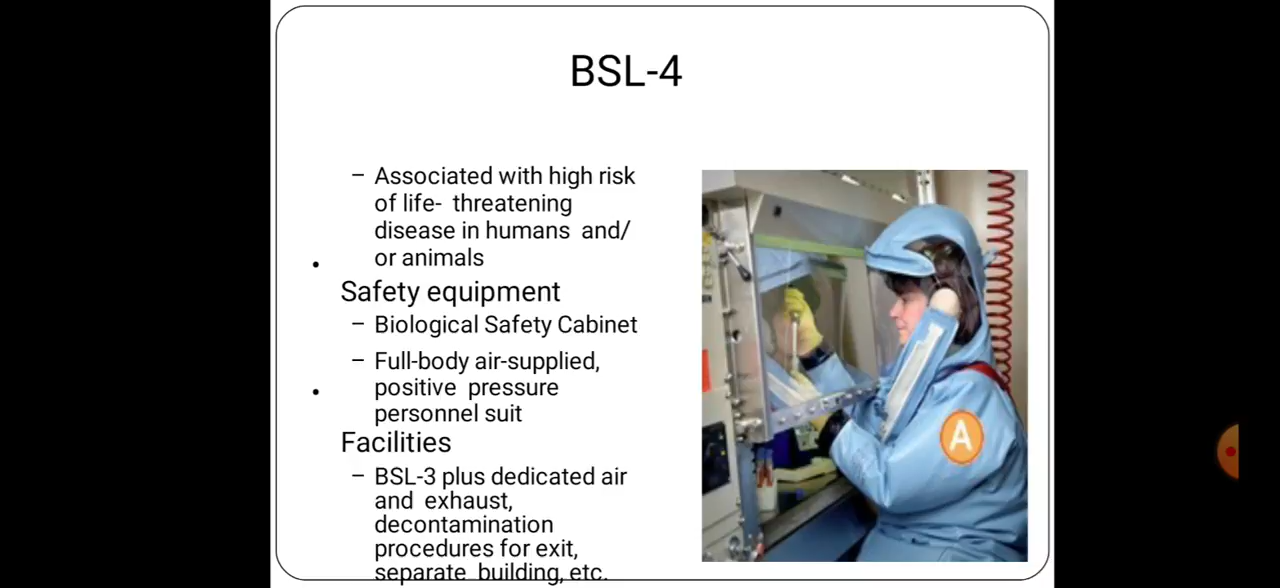 BSL-4
– Associated with high risk
of life- threatening
disease in humans and/
or animals
•
Safety equipment
– Biological Safety Cabinet
– Full-body air-supplied,
positive pressure
personnel suit
•
Facilities
– BSL-3 plus dedicated air
and exhaust,
decontamination
procedures for exit,
separate building, etc.
A